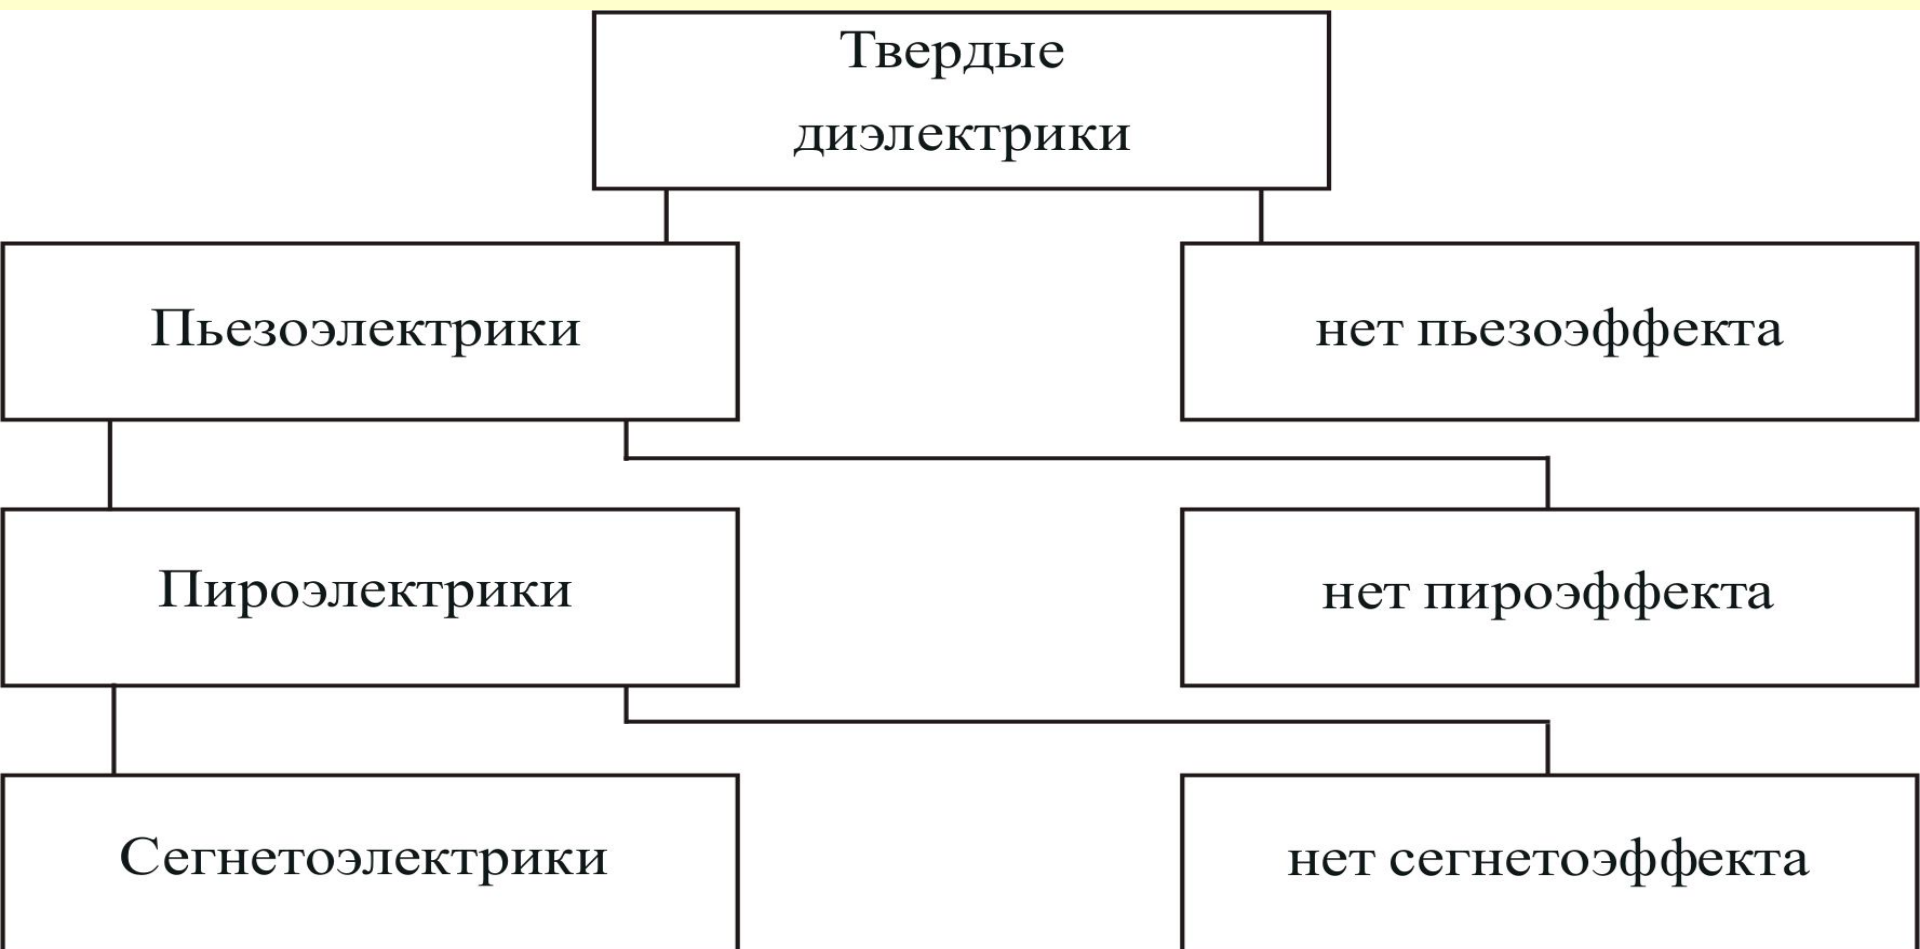 Твердые
диэлектрики
Пьезоэлектрики
нет пьезоэффекта
Пироэлектрики
нет пироэффекта
Сегнетоэлектрики
нет сегнетоэффекта